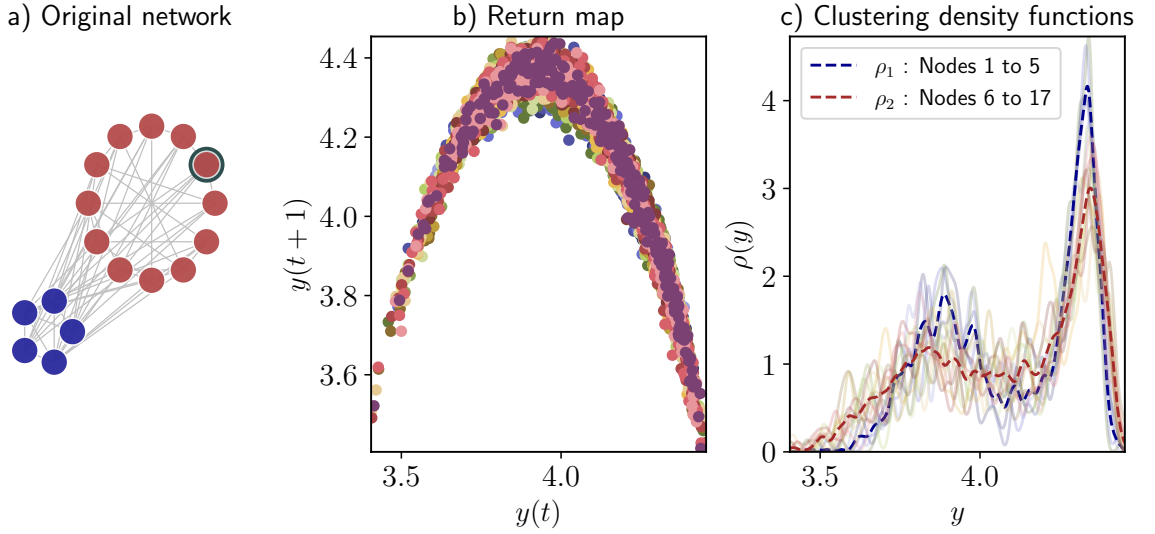 a) Original network
b) Return map
c) Clustering density functions
4.4
4.2
4.0
3.8
3.6
y(t + 1)
3.5
4.0
y(t)
ρ₁ : Nodes 1 to 5
ρ₂ : Nodes 6 to 17
4
3
2
1
0
ρ(y)
3.5
4.0
y